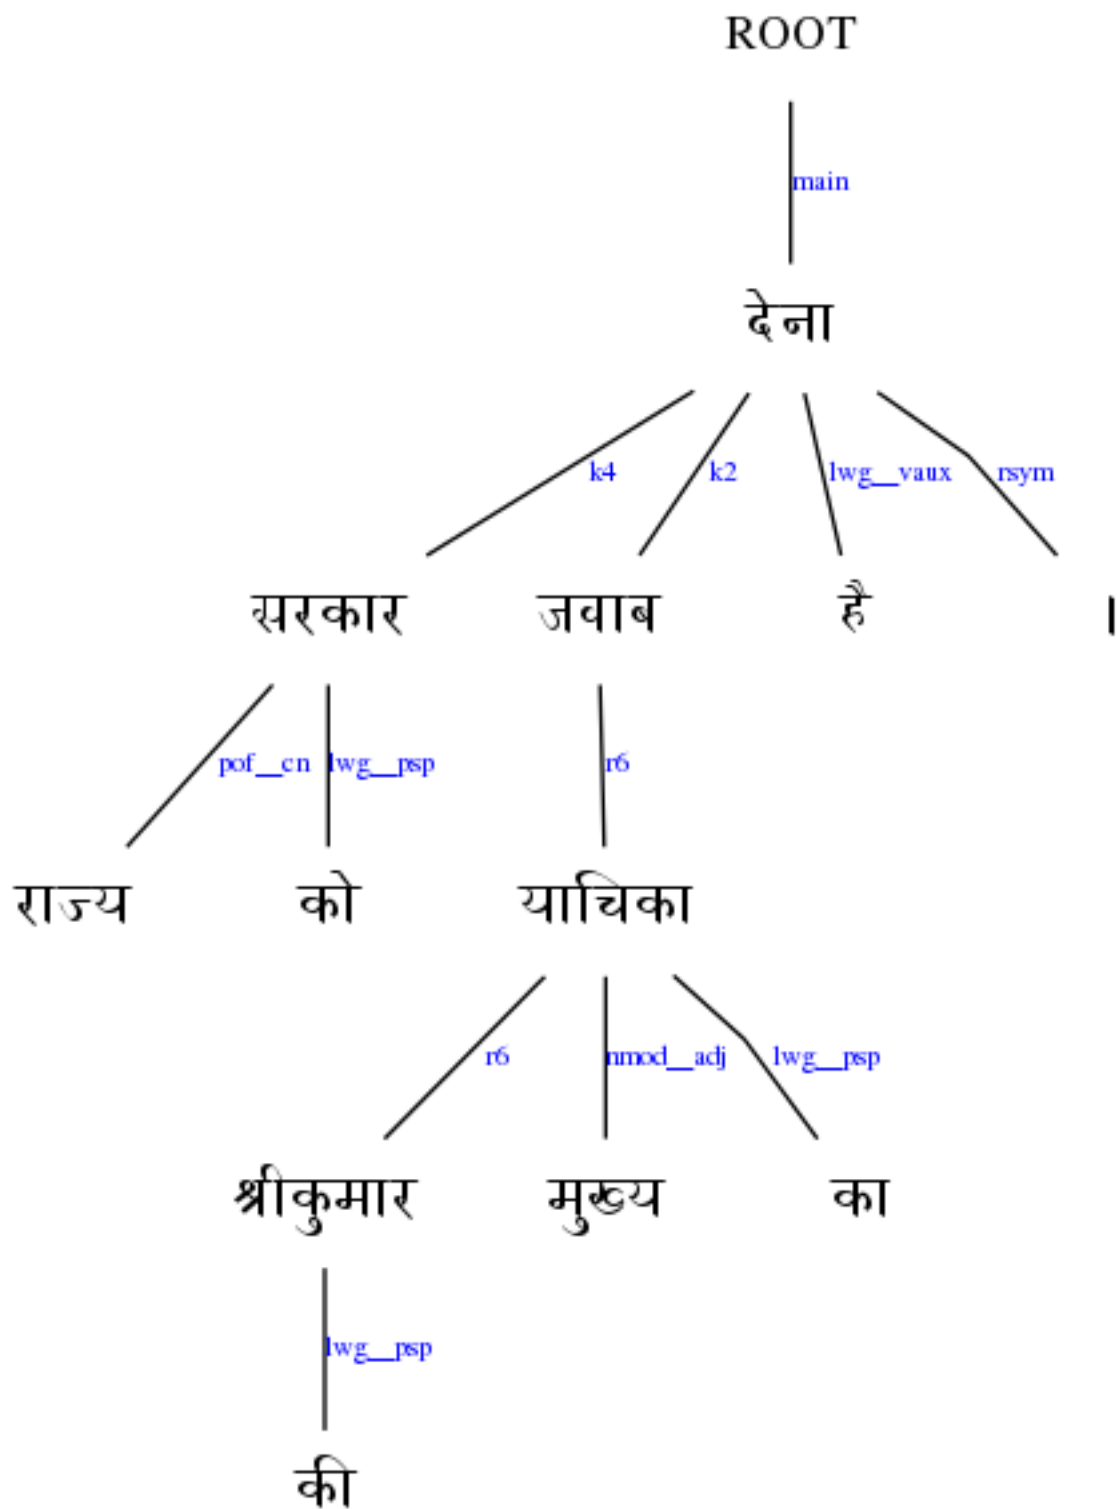 ROOT
main
देना
k4 k2 lwg__vaux rsym
सरकार जवाब है ।
pof__cn lwg__psp r6
राज्य को याचिका
r6 nmod__adj lwg__psp
श्रीकुमार मुख्य का
lwg__psp
की